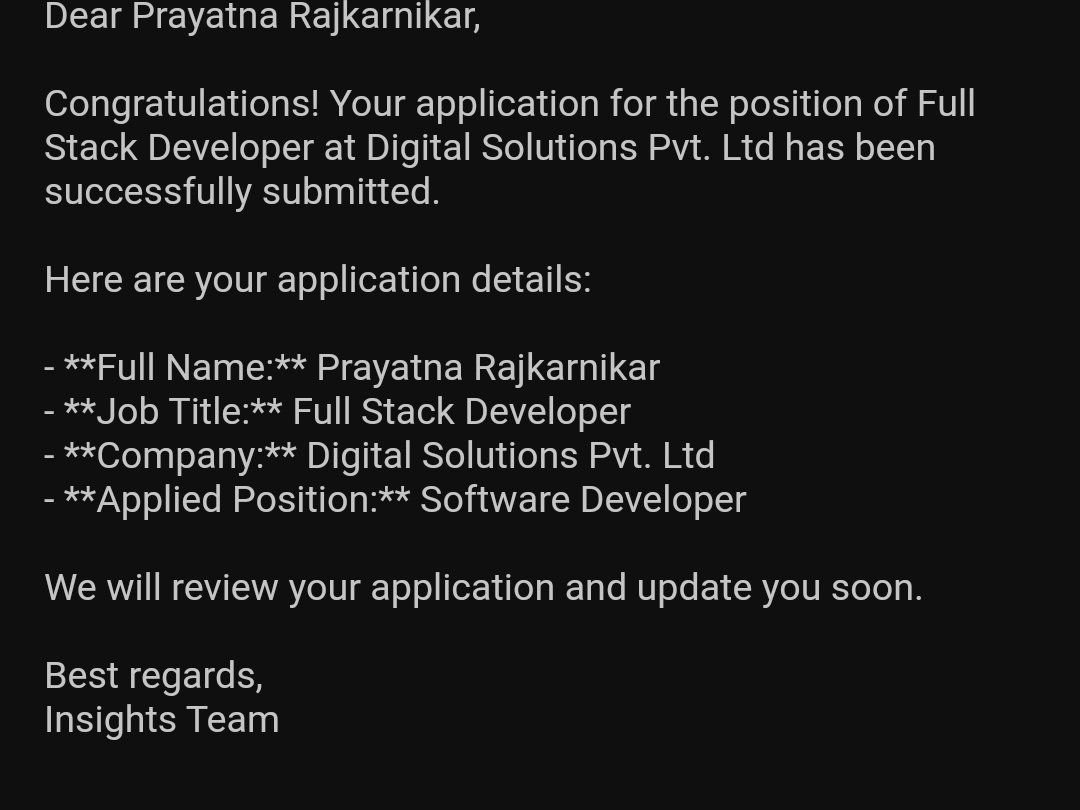 Dear Prayatna Rajkarnikar,
Congratulations! Your application for the position of Full
Stack Developer at Digital Solutions Pvt. Ltd has been
successfully submitted.
Here are your application details:
- **Full Name:** Prayatna Rajkarnikar
- **Job Title:** Full Stack Developer
- **Company:** Digital Solutions Pvt. Ltd
- **Applied Position:** Software Developer
We will review your application and update you soon.
Best regards,
Insights Team